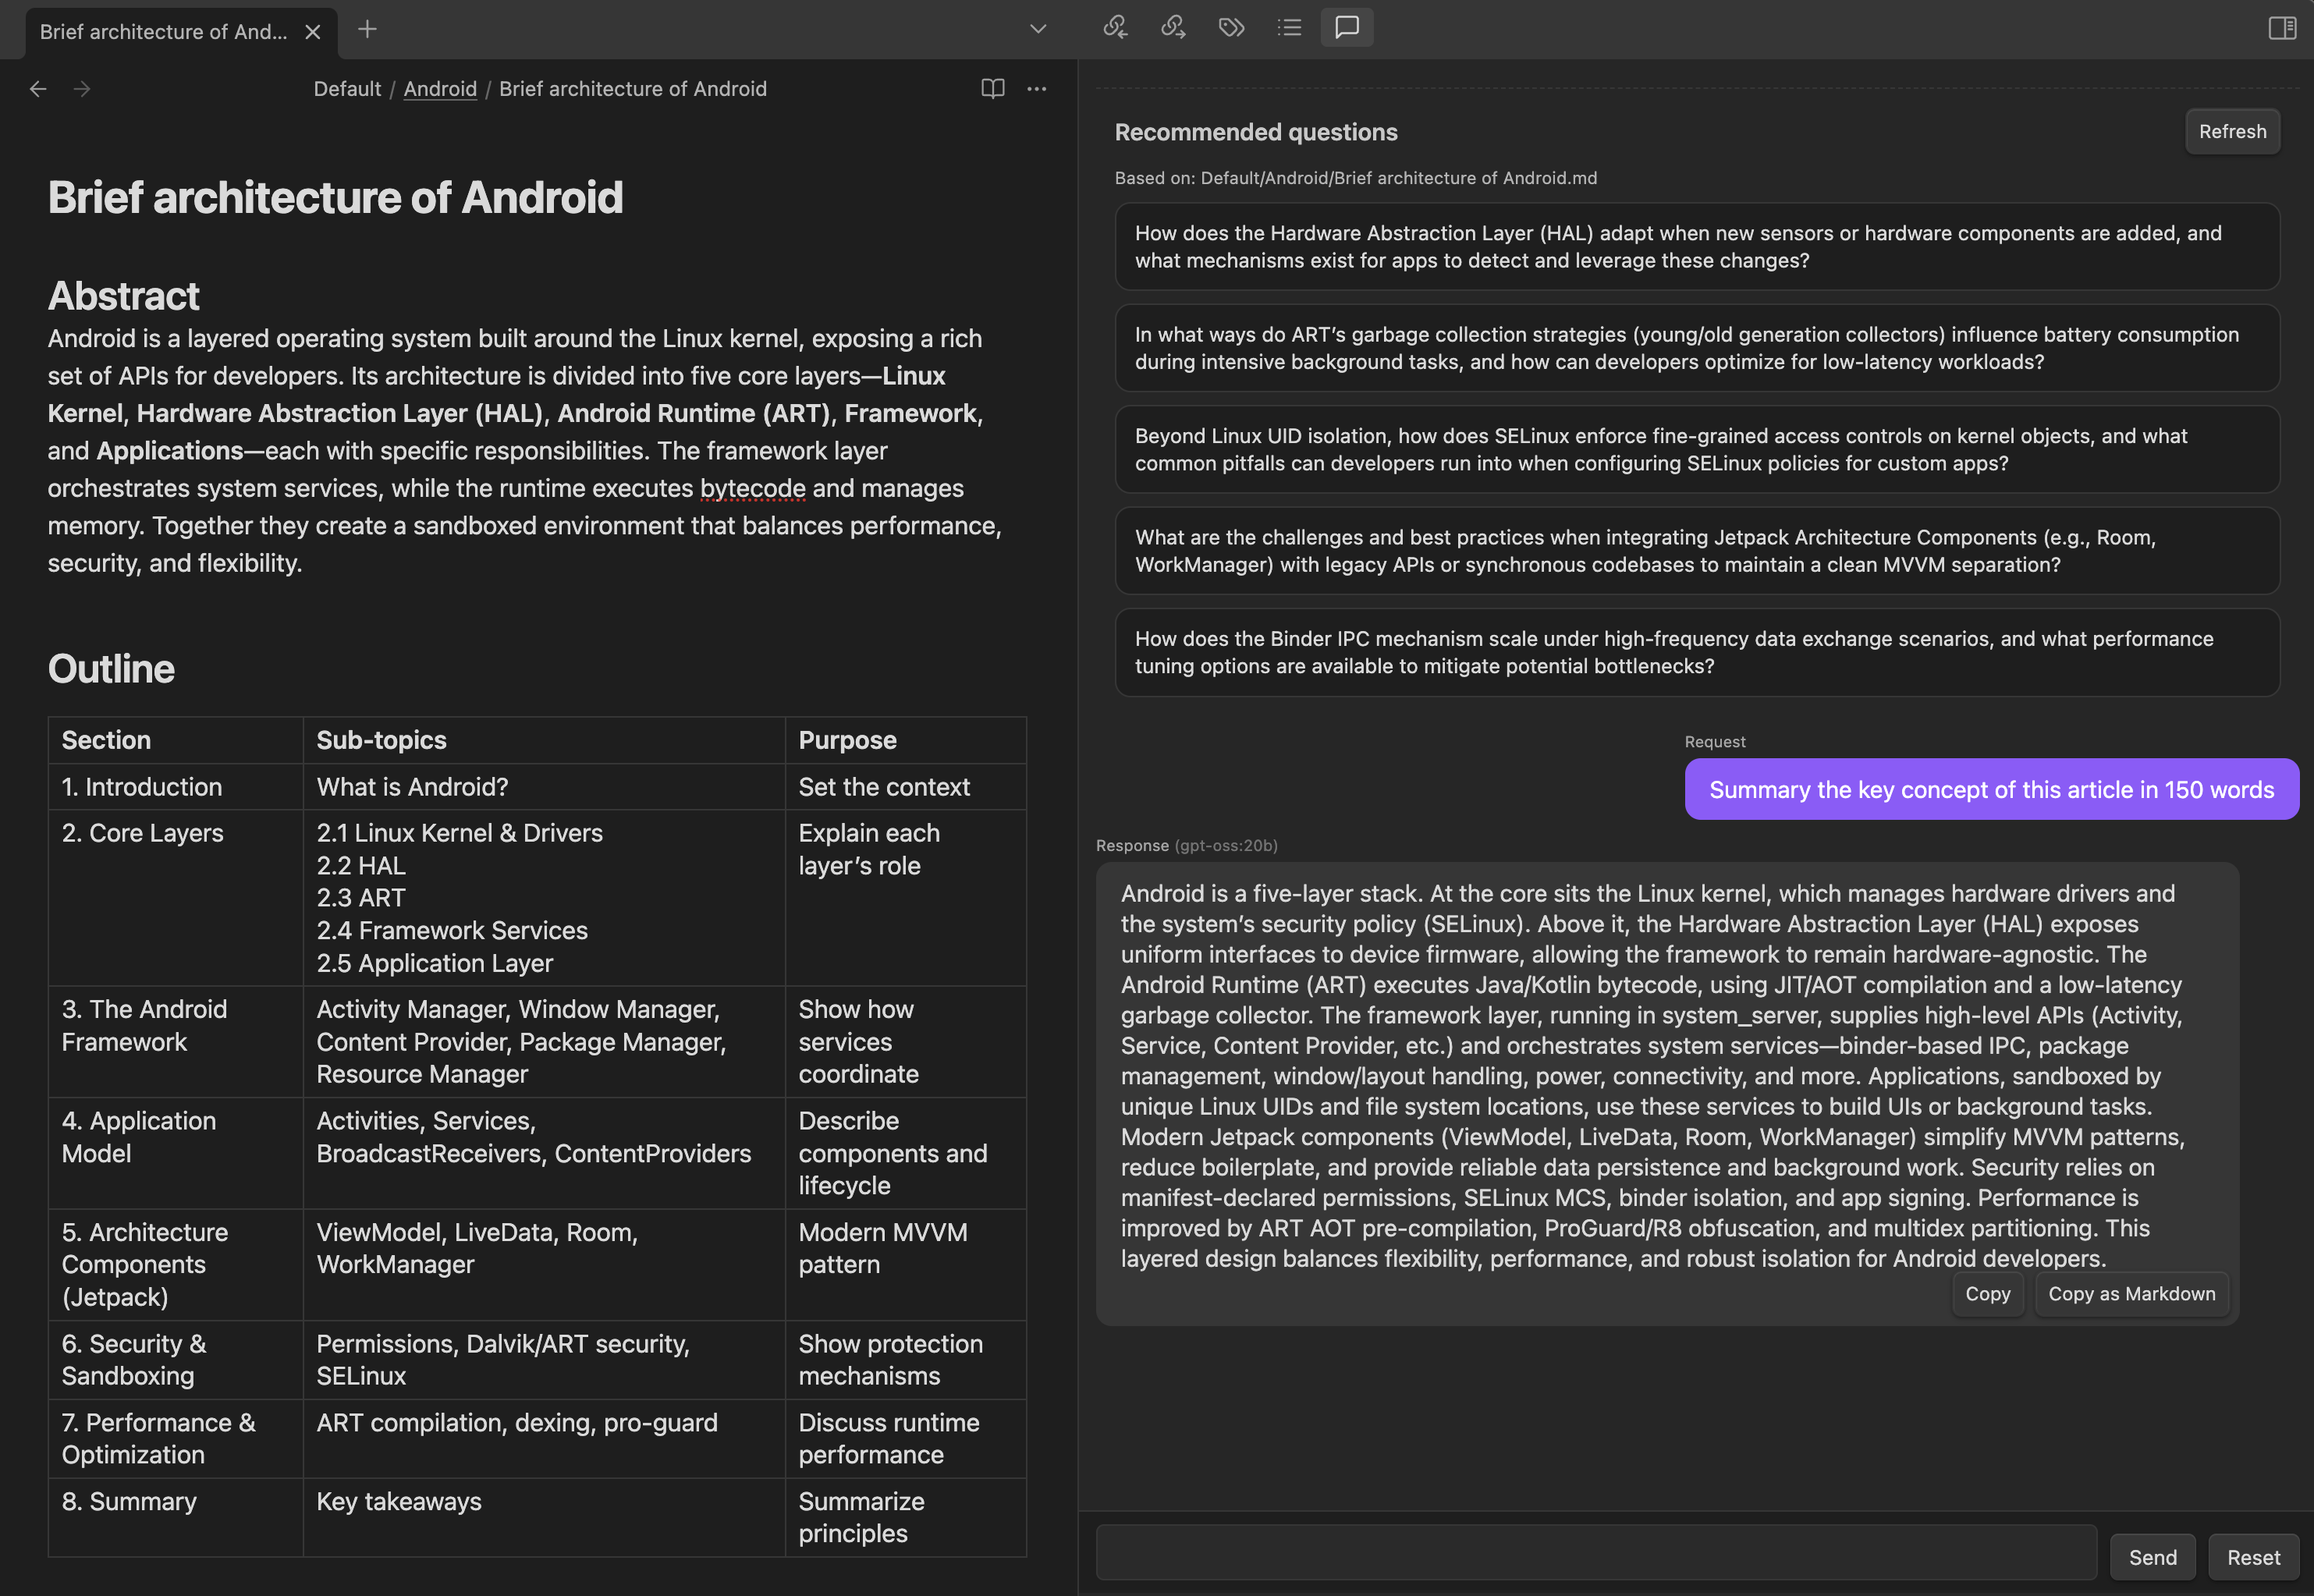 Brief architecture of And...
Default / Android / Brief architecture of Android
Brief architecture of Android
Abstract
Android is a layered operating system built around the Linux kernel, exposing a rich
set of APIs for developers. Its architecture is divided into five core layers—Linux
Kernel, Hardware Abstraction Layer (HAL), Android Runtime (ART), Framework,
and Applications—each with specific responsibilities. The framework layer
orchestrates system services, while the runtime executes bytecode and manages
memory. Together they create a sandboxed environment that balances performance,
security, and flexibility.
Outline
Section
Sub-topics
Purpose
1. Introduction
What is Android?
Set the context
2. Core Layers
2.1 Linux Kernel & Drivers
2.2 HAL
2.3 ART
2.4 Framework Services
2.5 Application Layer
Explain each
layer’s role
3. The Android
Framework
Activity Manager, Window Manager,
Content Provider, Package Manager,
Resource Manager
Show how
services
coordinate
4. Application
Model
Activities, Services,
BroadcastReceivers, ContentProviders
Describe
components and
lifecycle
5. Architecture
Components
(Jetpack)
ViewModel, LiveData, Room,
WorkManager
Modern MVVM
pattern
6. Security &
Sandboxing
Permissions, Dalvik/ART security,
SELinux
Show protection
mechanisms
7. Performance &
Optimization
ART compilation, dexing, pro-guard
Discuss runtime
performance
8. Summary
Key takeaways
Summarize
principles
Recommended questions
Refresh
Based on: Default/Android/Brief architecture of Android.md
How does the Hardware Abstraction Layer (HAL) adapt when new sensors or hardware components are added, and
what mechanisms exist for apps to detect and leverage these changes?
In what ways do ART’s garbage collection strategies (young/old generation collectors) influence battery consumption
during intensive background tasks, and how can developers optimize for low-latency workloads?
Beyond Linux UID isolation, how does SELinux enforce fine-grained access controls on kernel objects, and what
common pitfalls can developers run into when configuring SELinux policies for custom apps?
What are the challenges and best practices when integrating Jetpack Architecture Components (e.g., Room,
WorkManager) with legacy APIs or synchronous codebases to maintain a clean MVVM separation?
How does the Binder IPC mechanism scale under high-frequency data exchange scenarios, and what performance
tuning options are available to mitigate potential bottlenecks?
Request
Summary the key concept of this article in 150 words
Response (gpt-oss:20b)
Android is a five-layer stack. At the core sits the Linux kernel, which manages hardware drivers and
the system’s security policy (SELinux). Above it, the Hardware Abstraction Layer (HAL) exposes
uniform interfaces to device firmware, allowing the framework to remain hardware-agnostic. The
Android Runtime (ART) executes Java/Kotlin bytecode, using JIT/AOT compilation and a low-latency
garbage collector. The framework layer, running in system_server, supplies high-level APIs (Activity,
Service, Content Provider, etc.) and orchestrates system services—binder-based IPC, package
management, window/layout handling, power, connectivity, and more. Applications, sandboxed by
unique Linux UIDs and file system locations, use these services to build UIs or background tasks.
Modern Jetpack components (ViewModel, LiveData, Room, WorkManager) simplify MVVM patterns,
reduce boilerplate, and provide reliable data persistence and background work. Security relies on
manifest-declared permissions, SELinux MCS, binder isolation, and app signing. Performance is
improved by ART AOT pre-compilation, ProGuard/R8 obfuscation, and multidex partitioning. This
layered design balances flexibility, performance, and robust isolation for Android developers.
Copy
Copy as Markdown
Send
Reset